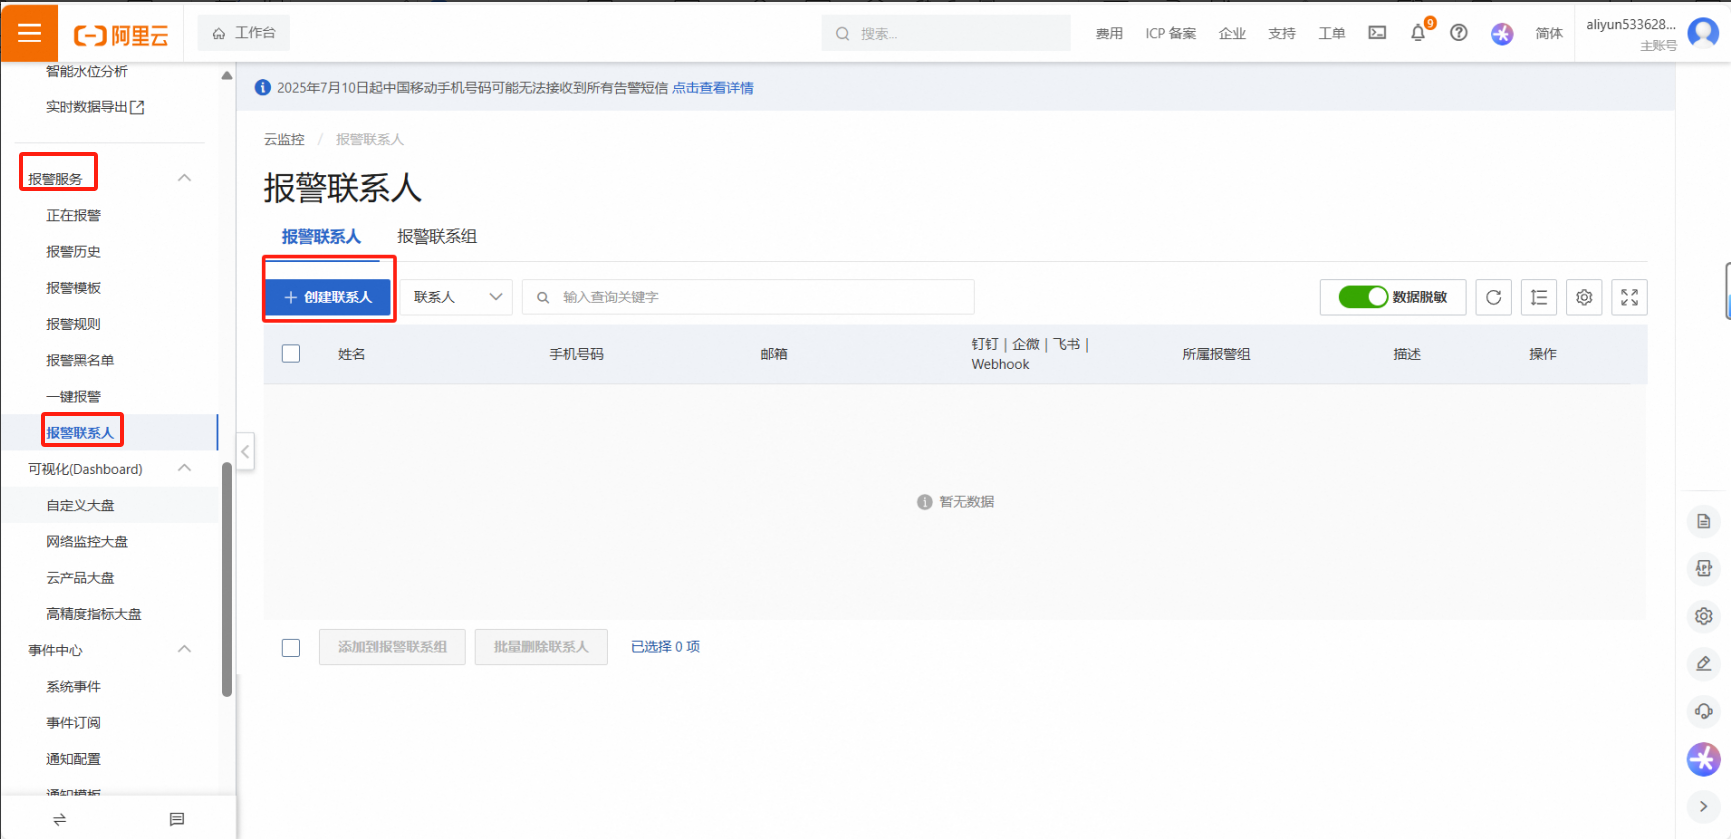 阿里云
工作台
搜索...
费用
ICP 备案
企业
支持
工单
9
简体
aliyun533628...
主账号
智能水位分析
实时数据导出
报警服务
正在报警
报警历史
报警模板
报警规则
报警黑名单
一键报警
报警联系人
可视化(Dashboard)
自定义大盘
网络监控大盘
云产品大盘
高精度指标大盘
事件中心
系统事件
事件订阅
通知配置
通知模板
2025年7月10日起中国移动手机号码可能无法接收到所有告警短信 点击查看详情
云监控 / 报警联系人
报警联系人
报警联系人 报警联系组
创建联系人
联系人
输入查询关键字
数据脱敏
姓名
手机号码
邮箱
钉钉 | 企微 | 飞书 |
Webhook
所属报警组
描述
操作
暂无数据
添加到报警联系组
批量删除联系人
已选择 0 项